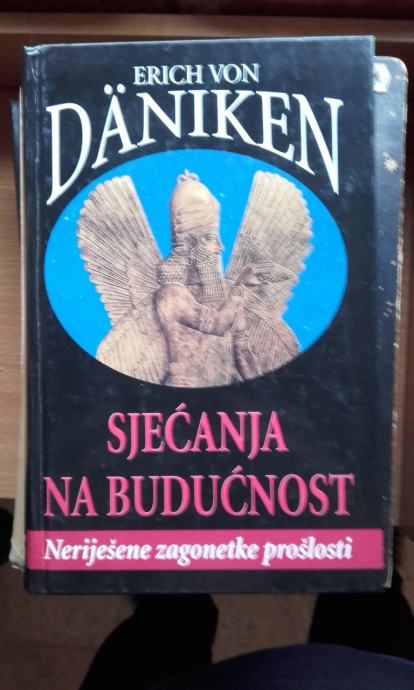 ERICH VON
DÄNIKEN
SJEĆANJA
NA BUDUĆNOST
Neriješene zagonetke prošlosti